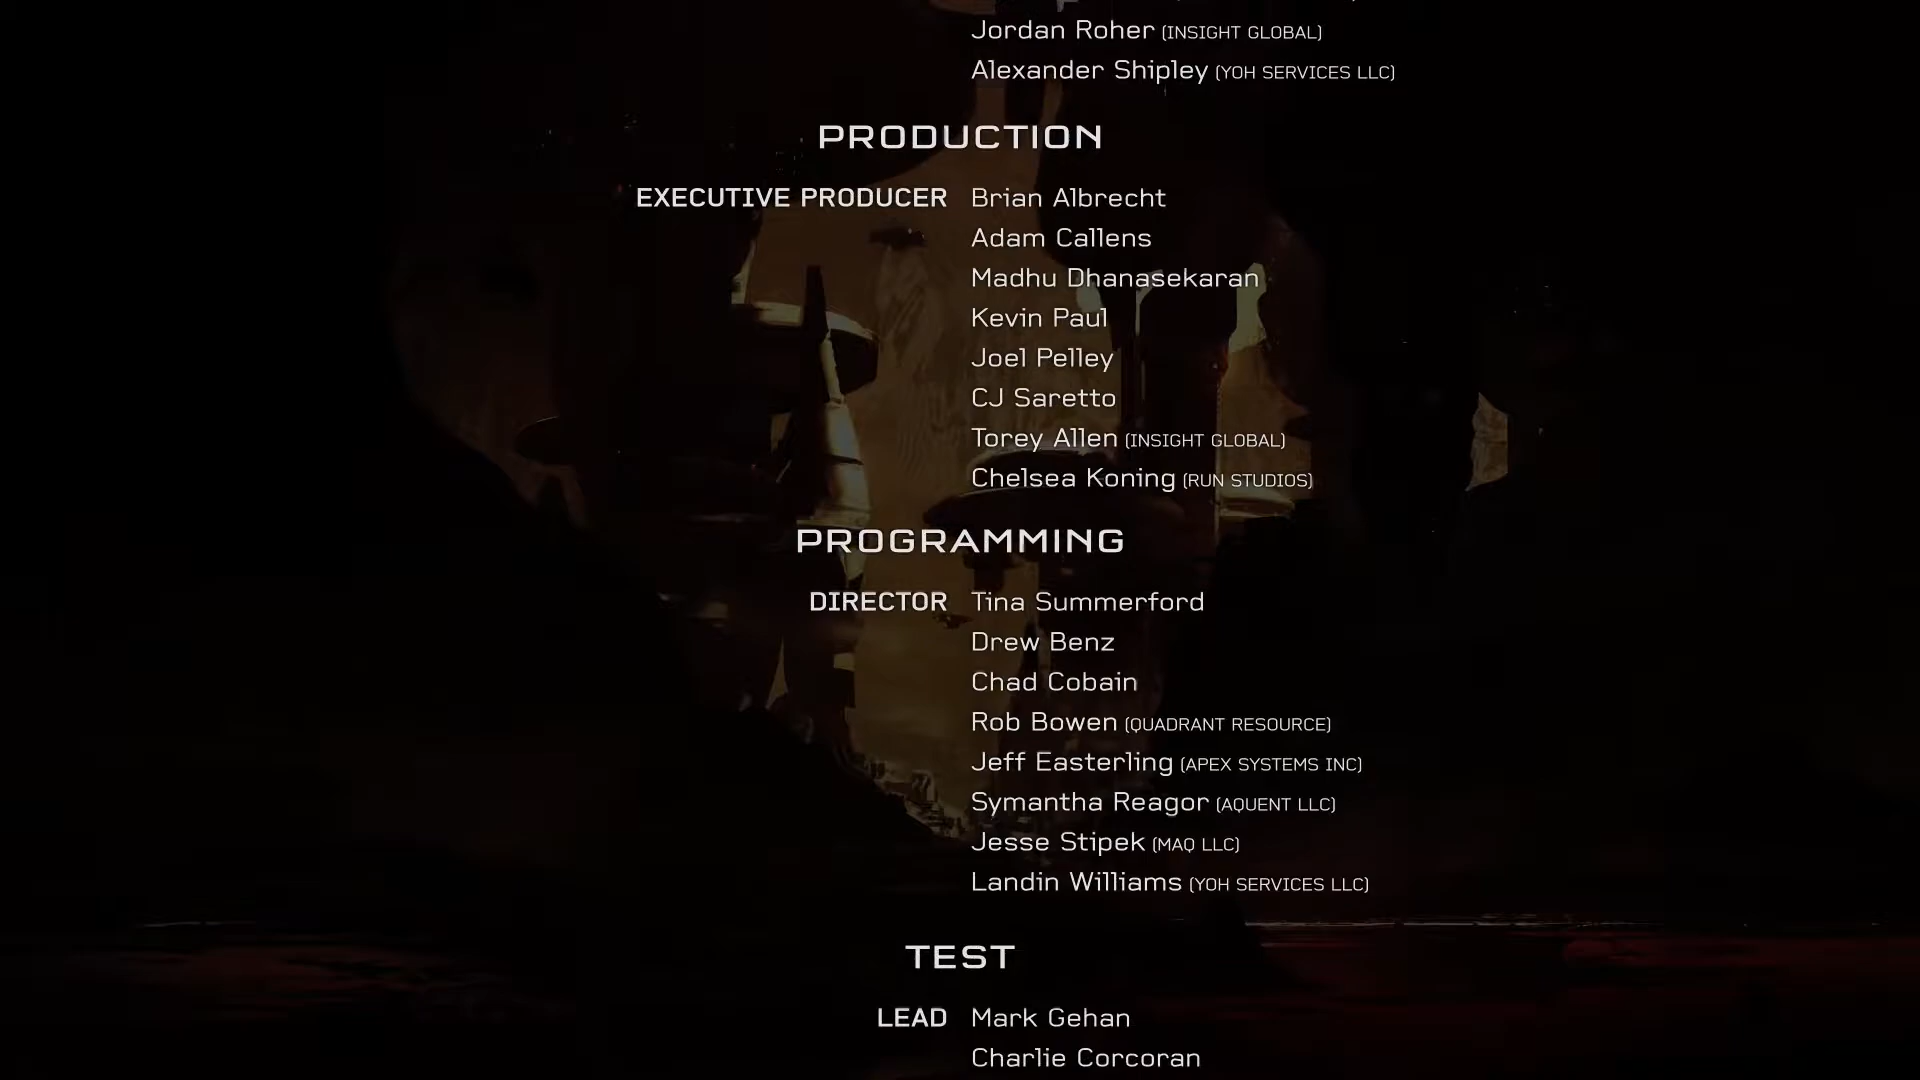 Jordan Roher (INSIGHT GLOBAL)
Alexander Shipley (YOH SERVICES LLC)
PRODUCTION
EXECUTIVE PRODUCER Brian Albrecht
Adam Callens
Madhu Dhanasekaran
Kevin Paul
Joel Pelley
CJ Saretto
Torey Allen (INSIGHT GLOBAL)
Chelsea Koning (RUN STUDIOS)
PROGRAMMING
DIRECTOR Tina Summerford
Drew Benz
Chad Cobain
Rob Bowen (QUADRANT RESOURCE)
Jeff Easterling (APEX SYSTEMS INC)
Symantha Reagor (AQUENT LLC)
Jesse Stipek (MAQ LLC)
Landin Williams (YOH SERVICES LLC)
TEST
LEAD Mark Gehan
Charlie Corcoran